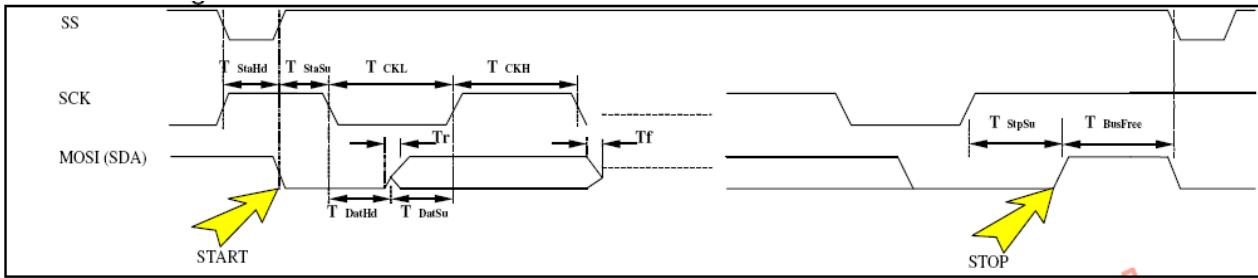 SS
T StaHd T StaSu T CKL T CKH
SCK
T StpSu T BusFree
Tr Tf
MOSI (SDA)
T DatHd T DatSu
START STOP